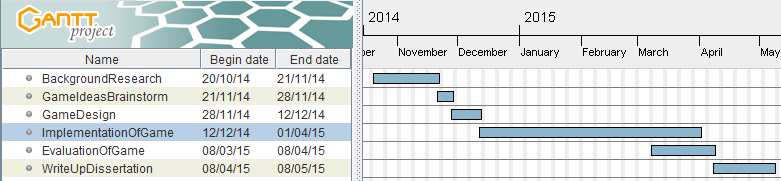 GANTT
project
2014 2015
ber November December January February March April May
Name Begin date End date
BackgroundResearch 20/10/14 21/11/14
GameIdeasBrainstorm 21/11/14 28/11/14
GameDesign 28/11/14 12/12/14
ImplementationOfGame 12/12/14 01/04/15
EvaluationOfGame 08/03/15 08/04/15
WriteUpDissertation 08/04/15 08/05/15